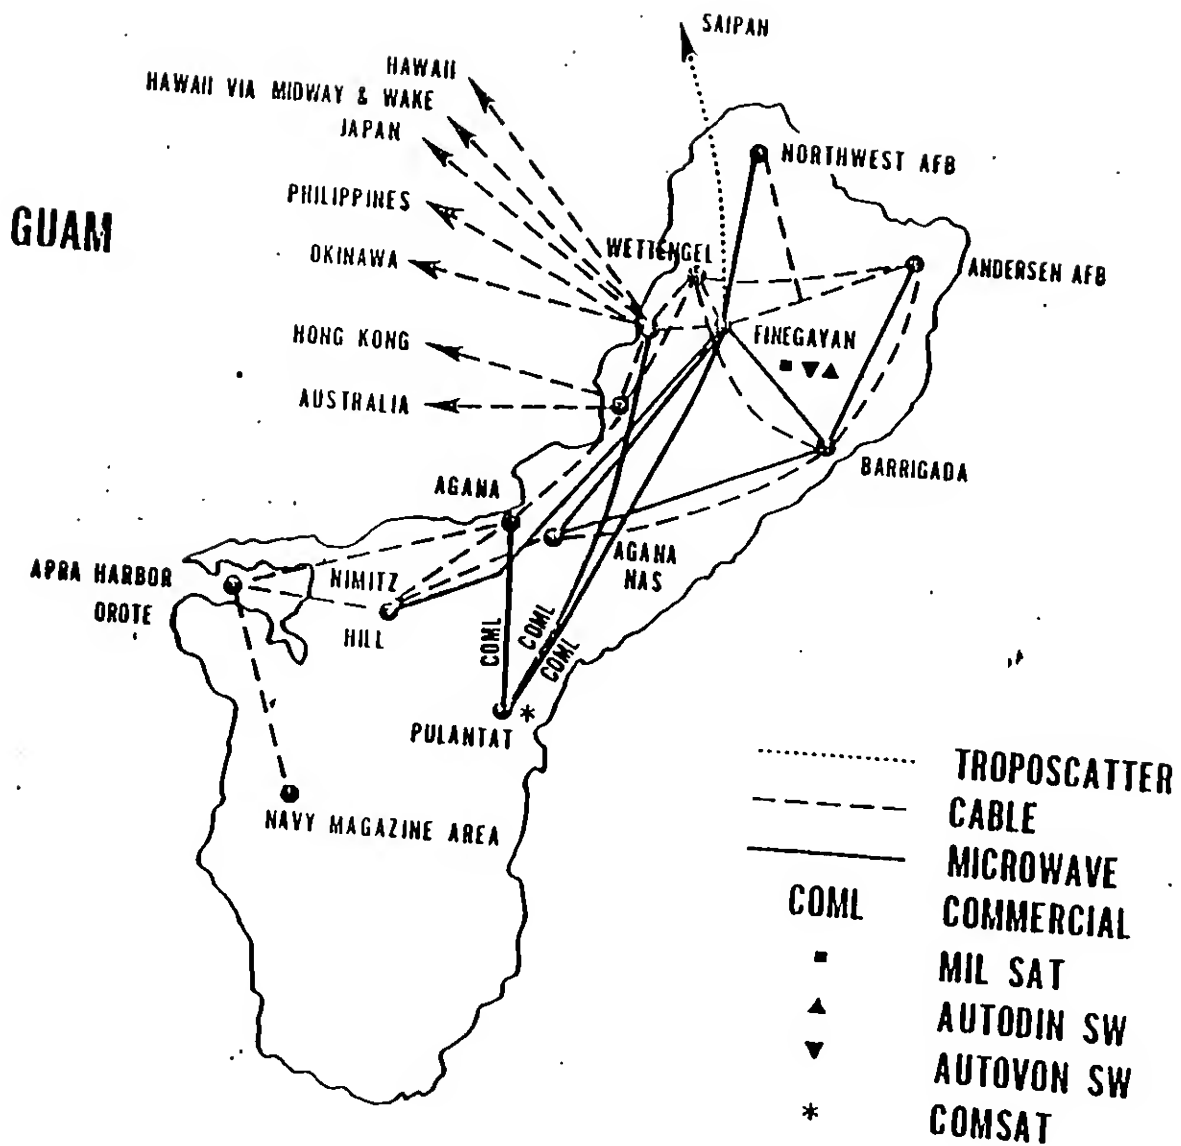 SAIPAN
HAWAII
HAWAII VIA MIDWAY & WAKE
JAPAN
NORTHWEST AFB
PHILIPPINES
GUAM
WETTENGEL
OKINAWA
ANDERSEN AFB
HONG KONG
FINEGAYAN
AUSTRALIA
BARRIGADA
AGANA
AGANA
NAS
APRA HARBOR
OROTE
NIMITZ
HILL
COML
COML
COML
PULANTAT *
NAVY MAGAZINE AREA
TROPOSCATTER
CABLE
MICROWAVE
COML COMMERCIAL
MIL SAT
AUTODIN SW
AUTOVON SW
* COMSAT